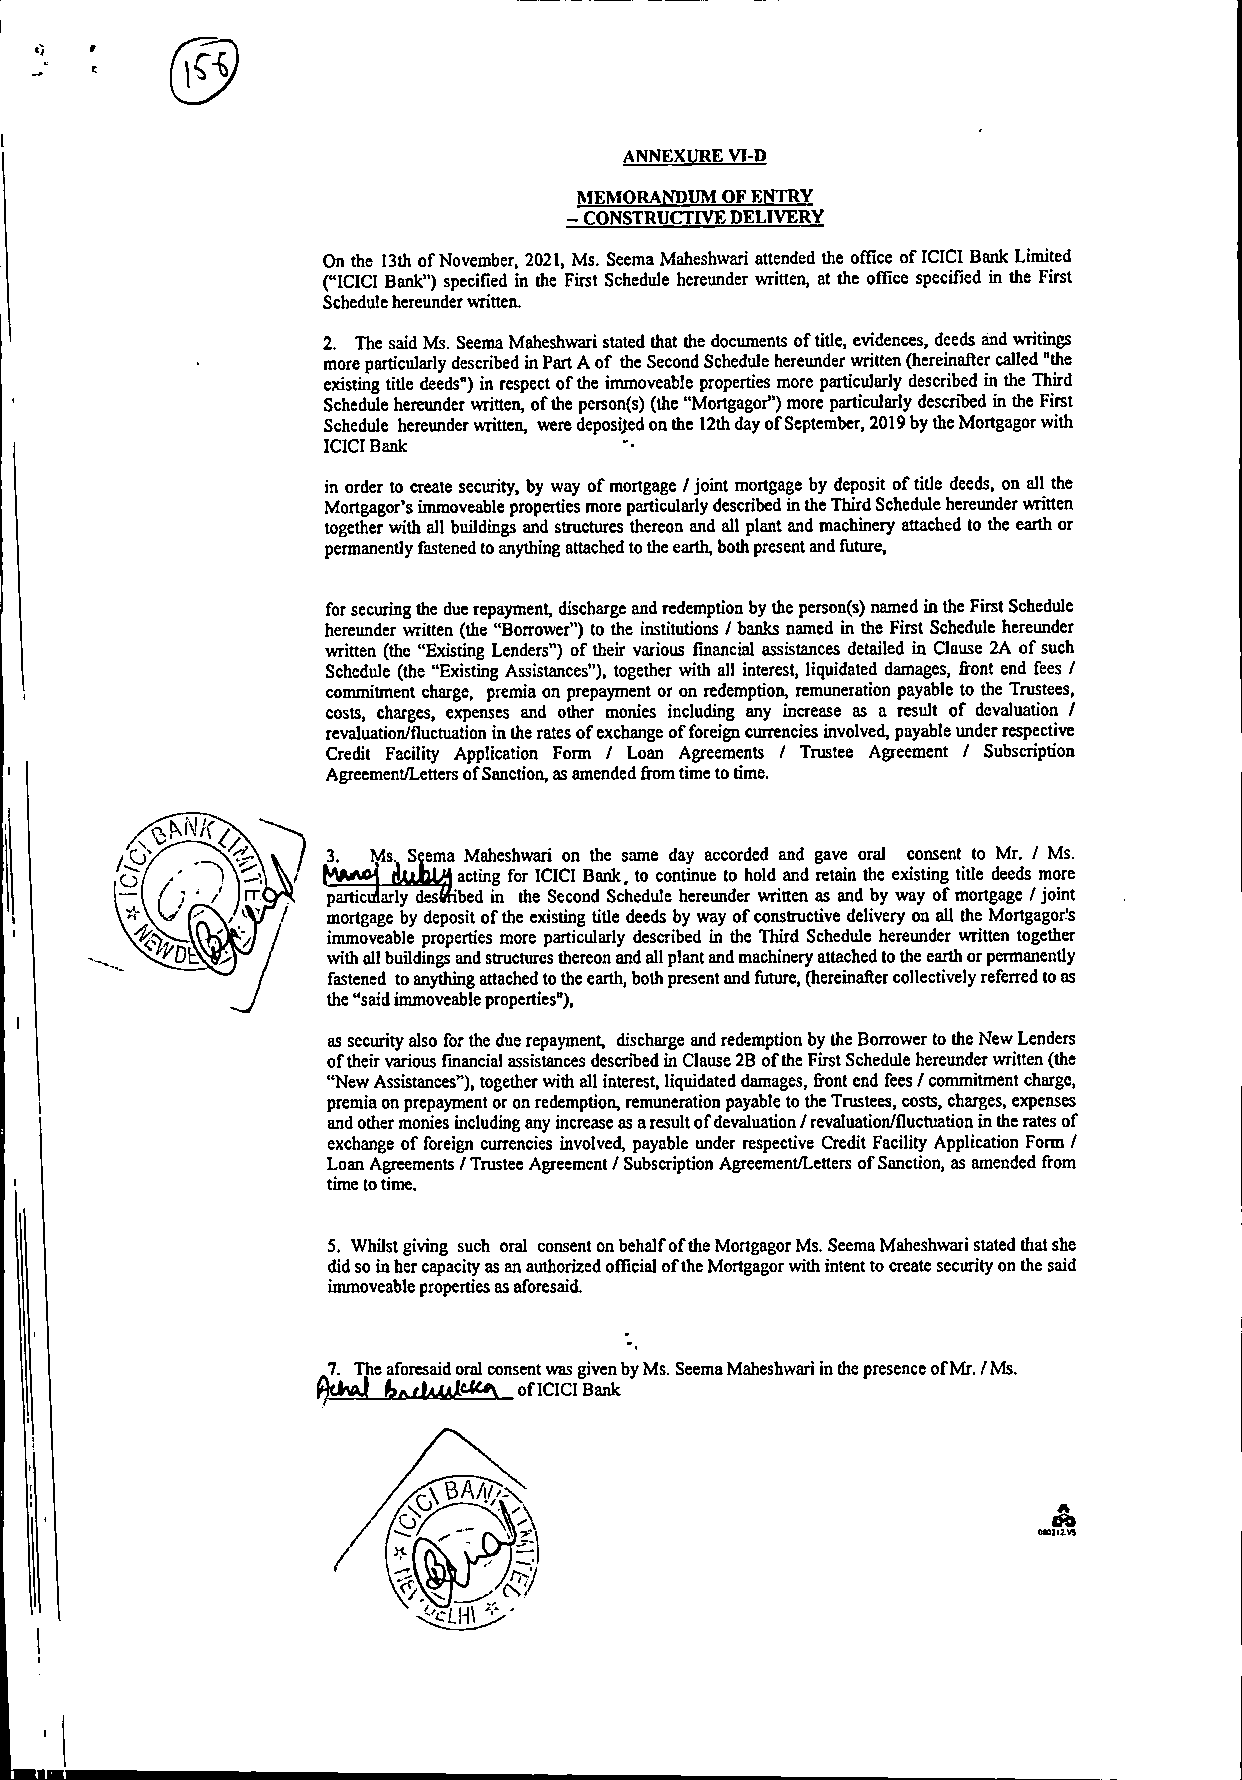 156
ANNEXURE VI-D
MEMORANDUM OF ENTRY
– CONSTRUCTIVE DELIVERY
On the 13th of November, 2021, Ms. Seema Maheshwari attended the office of ICICI Bank Limited
(“ICICI Bank”) specified in the First Schedule hereunder written, at the office specified in the First
Schedule hereunder written.
2. The said Ms. Seema Maheshwari stated that the documents of title, evidences, deeds and writings
more particularly described in Part A of the Second Schedule hereunder written (hereinafter called "the
existing title deeds") in respect of the immoveable properties more particularly described in the Third
Schedule hereunder written, of the person(s) (the “Mortgagor”) more particularly described in the First
Schedule hereunder written, were deposited on the 12th day of September, 2019 by the Mortgagor with
ICICI Bank
in order to create security, by way of mortgage / joint mortgage by deposit of title deeds, on all the
Mortgagor’s immoveable properties more particularly described in the Third Schedule hereunder written
together with all buildings and structures thereon and all plant and machinery attached to the earth or
permanently fastened to anything attached to the earth, both present and future,
for securing the due repayment, discharge and redemption by the person(s) named in the First Schedule
hereunder written (the “Borrower”) to the institutions / banks named in the First Schedule hereunder
written (the “Existing Lenders”) of their various financial assistances detailed in Clause 2A of such
Schedule (the “Existing Assistances”), together with all interest, liquidated damages, front end fees /
commitment charge, premia on prepayment or on redemption, remuneration payable to the Trustees,
costs, charges, expenses and other monies including any increase as a result of devaluation /
revaluation/fluctuation in the rates of exchange of foreign currencies involved, payable under respective
Credit Facility Application Form / Loan Agreements / Trustee Agreement / Subscription
Agreement/Letters of Sanction, as amended from time to time.
ICICI BANK LIMITED
NEW DE
3. Ms. Seema Maheshwari on the same day accorded and gave oral consent to Mr. / Ms.
Manoj dubly acting for ICICI Bank, to continue to hold and retain the existing title deeds more
particularly described in the Second Schedule hereunder written as and by way of mortgage / joint
mortgage by deposit of the existing title deeds by way of constructive delivery on all the Mortgagor's
immoveable properties more particularly described in the Third Schedule hereunder written together
with all buildings and structures thereon and all plant and machinery attached to the earth or permanently
fastened to anything attached to the earth, both present and future, (hereinafter collectively referred to as
the “said immoveable properties”),
as security also for the due repayment, discharge and redemption by the Borrower to the New Lenders
of their various financial assistances described in Clause 2B of the First Schedule hereunder written (the
“New Assistances”), together with all interest, liquidated damages, front end fees / commitment charge,
premia on prepayment or on redemption, remuneration payable to the Trustees, costs, charges, expenses
and other monies including any increase as a result of devaluation / revaluation/fluctuation in the rates of
exchange of foreign currencies involved, payable under respective Credit Facility Application Form /
Loan Agreements / Trustee Agreement / Subscription Agreement/Letters of Sanction, as amended from
time to time.
5. Whilst giving such oral consent on behalf of the Mortgagor Ms. Seema Maheshwari stated that she
did so in her capacity as an authorized official of the Mortgagor with intent to create security on the said
immoveable properties as aforesaid.
7. The aforesaid oral consent was given by Ms. Seema Maheshwari in the presence of Mr. / Ms.
Achal of ICICI Bank
ICICI BANK LIMITED
DELHI
080212.V5